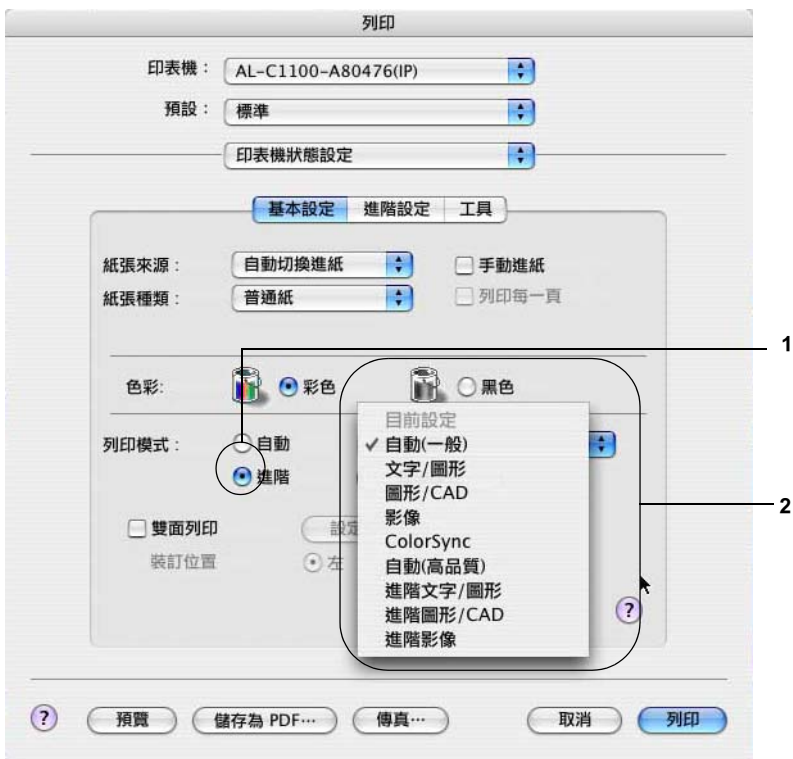 列印
印表機： AL-C1100-A80476(IP)
預設： 標準
印表機狀態設定
基本設定 進階設定 工具
紙張來源： 自動切換進紙 手動進紙
紙張種類： 普通紙 列印每一頁
1
色彩: 彩色 黑色
目前設定
列印模式： 自動 ✓ 自動(一般)
文字/圖形
進階
圖形/CAD
2
影像
雙面列印 設定
ColorSync
裝訂位置 左 自動(高品質)
進階文字/圖形
進階圖形/CAD ?
進階影像
? 預覽 儲存為 PDF⋯ 傳真⋯ 取消 列印